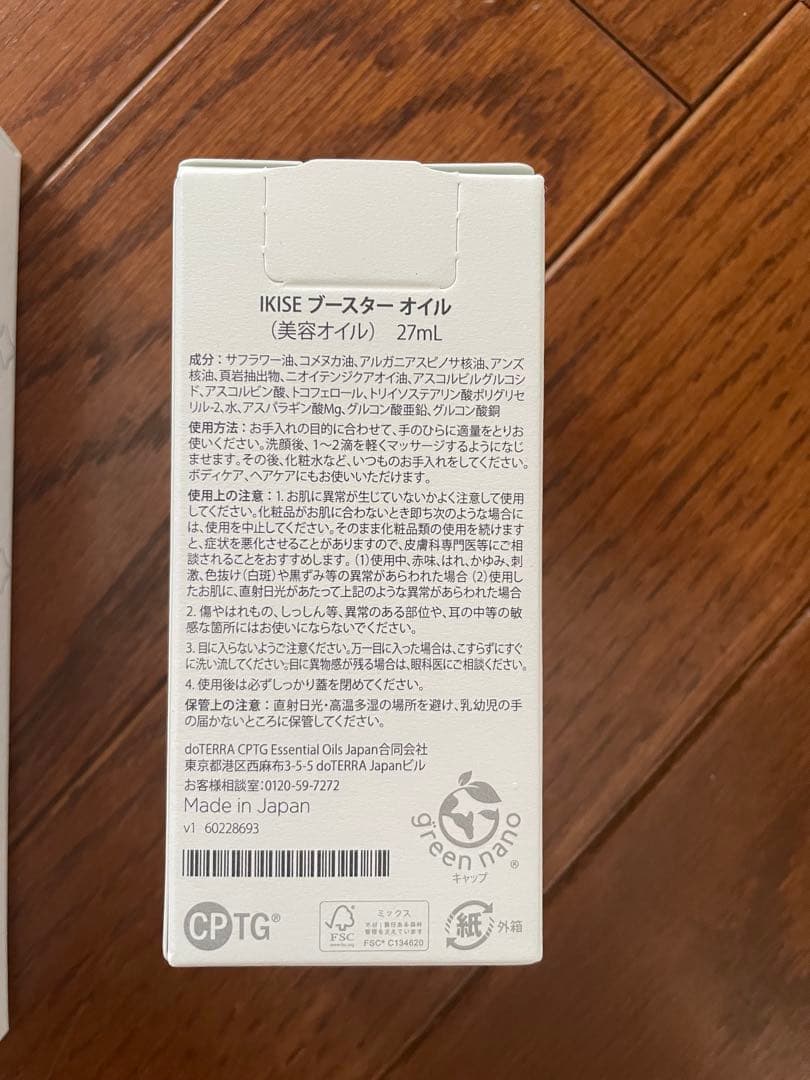 IKISE ブースター オイル
（美容オイル） 27mL
成分：サフラワー油、コメヌカ油、アルガニアスピノサ核油、アンズ
核油、頁岩抽出物、ニオイテンジクアオイ油、アスコルビルグルコシ
ド、アスコルビン酸、トコフェロール、トリイソステアリン酸ポリグリセ
リル-2、水、アスパラギン酸Mg、グルコン酸亜鉛、グルコン酸銅
使用方法：お手入れの目的に合わせて、手のひらに適量をとりお
使いください。洗顔後、1〜2滴を軽くマッサージするようになじ
ませます。その後、化粧水など、いつものお手入れをしてください。
ボディケア、ヘアケアにもお使いいただけます。
使用上の注意：1. お肌に異常が生じていないかよく注意して使用
してください。化粧品がお肌に合わないとき即ち次のような場合に
は、使用を中止してください。そのまま化粧品類の使用を続けます
と、症状を悪化させることがありますので、皮膚科専門医等にご相
談されることをおすすめします。(1)使用中、赤味、はれ、かゆみ、刺
激、色抜け(白斑)や黒ずみ等の異常があらわれた場合 (2)使用し
たお肌に、直射日光があたって上記のような異常があらわれた場合
2. 傷やはれもの、しっしん等、異常のある部位や、耳の中等の敏
感な箇所にはお使いにならないでください。
3. 目に入らないようご注意ください。万一目に入った場合は、こすらずにすぐ
に洗い流してください。目に異物感が残る場合は、眼科医にご相談ください。
4. 使用後は必ずしっかり蓋を閉めてください。
保管上の注意：直射日光・高温多湿の場所を避け、乳幼児の手
の届かないところに保管してください。
doTERRA CPTG Essential Oils Japan合同会社
東京都港区西麻布3-5-5 doTERRA Japanビル
お客様相談室:0120-59-7272
Made in Japan
v1 60228693
green nano®
キャップ
CPTG®
FSC
www.fsc.org
ミックス
FSC® C134620
紙 外箱